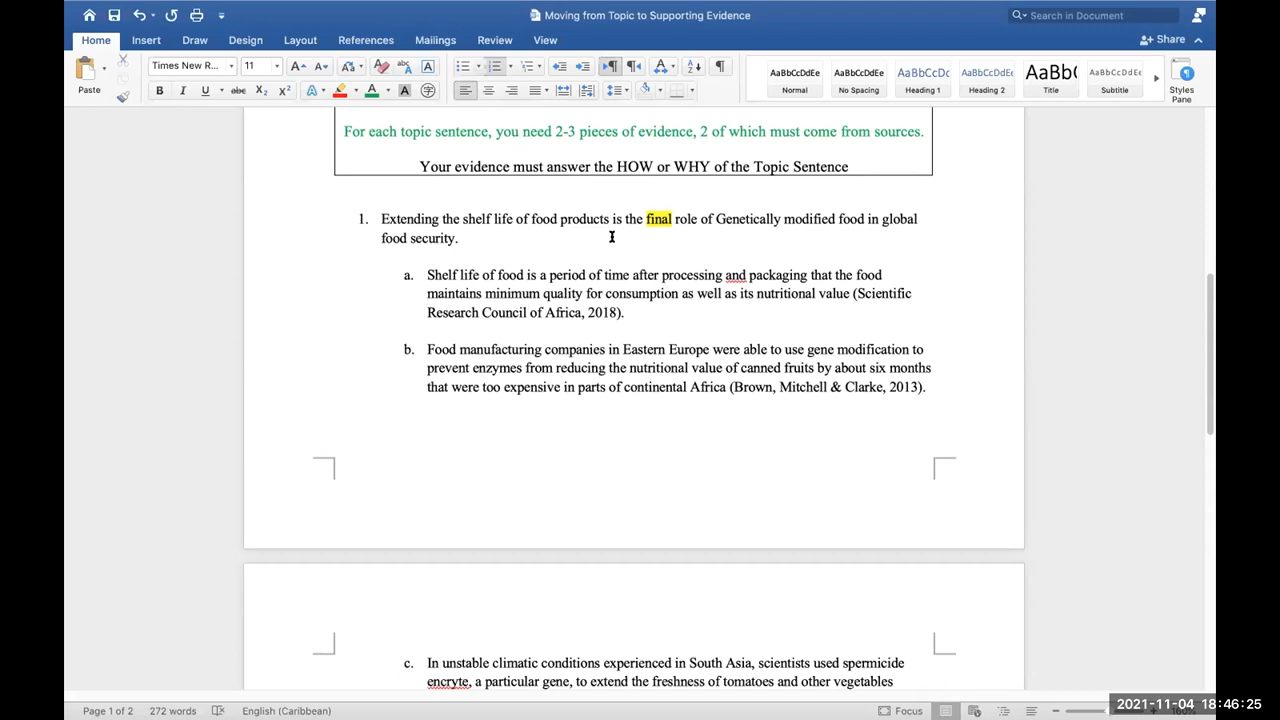 Moving from Topic to Supporting Evidence
Search in Document
Home Insert Draw Design Layout References Mailings Review View
Share
Paste
Times New R... 11
AaBbCcDdEe AaBbCcDdEe AaBbCcDc AaBbCcDdEe AaBb( AaBbCcDdEe
Normal No Spacing Heading 1 Heading 2 Title Subtitle
Styles Pane
For each topic sentence, you need 2-3 pieces of evidence, 2 of which must come from sources.
Your evidence must answer the HOW or WHY of the Topic Sentence
1. Extending the shelf life of food products is the final role of Genetically modified food in global
food security.
a. Shelf life of food is a period of time after processing and packaging that the food
maintains minimum quality for consumption as well as its nutritional value (Scientific
Research Council of Africa, 2018).
b. Food manufacturing companies in Eastern Europe were able to use gene modification to
prevent enzymes from reducing the nutritional value of canned fruits by about six months
that were too expensive in parts of continental Africa (Brown, Mitchell & Clarke, 2013).
c. In unstable climatic conditions experienced in South Asia, scientists used spermicide
encryte, a particular gene, to extend the freshness of tomatoes and other vegetables
Page 1 of 2 272 words English (Caribbean) Focus
2021-11-04 18:46:25